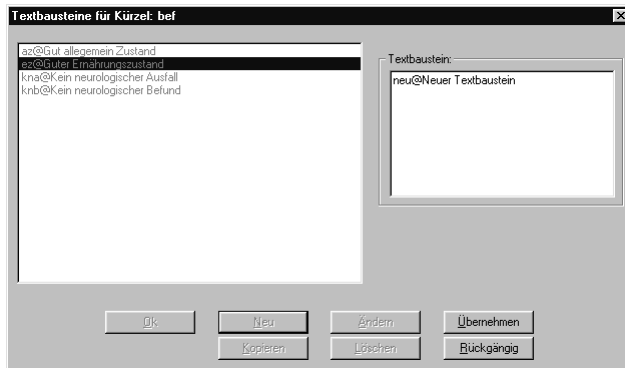 Textbausteine für Kürzel: bef
az@Gut allegemein Zustand
ez@Guter Ernährungszustand
kna@Kein neurologischer Ausfall
knb@Kein neurologischer Befund
Textbaustein:
neu@Neuer Textbaustein
Ok Neu Ändern Übernehmen
Kopieren Löschen Rückgängig